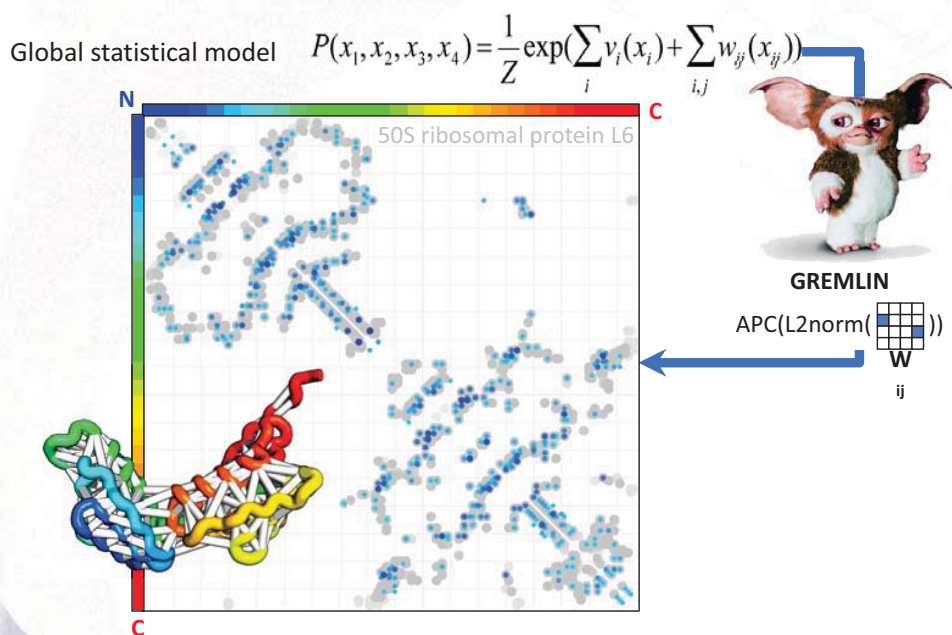 Global statistical model P(x₁, x₂, x₃, x₄) = 1/Z exp(∑ᵢ vᵢ(xᵢ) + ∑ᵢ,ⱼ wᵢⱼ(xᵢⱼ))
N
C
50S ribosomal protein L6
GREMLIN
APC(L2norm( ))
W
ij
C